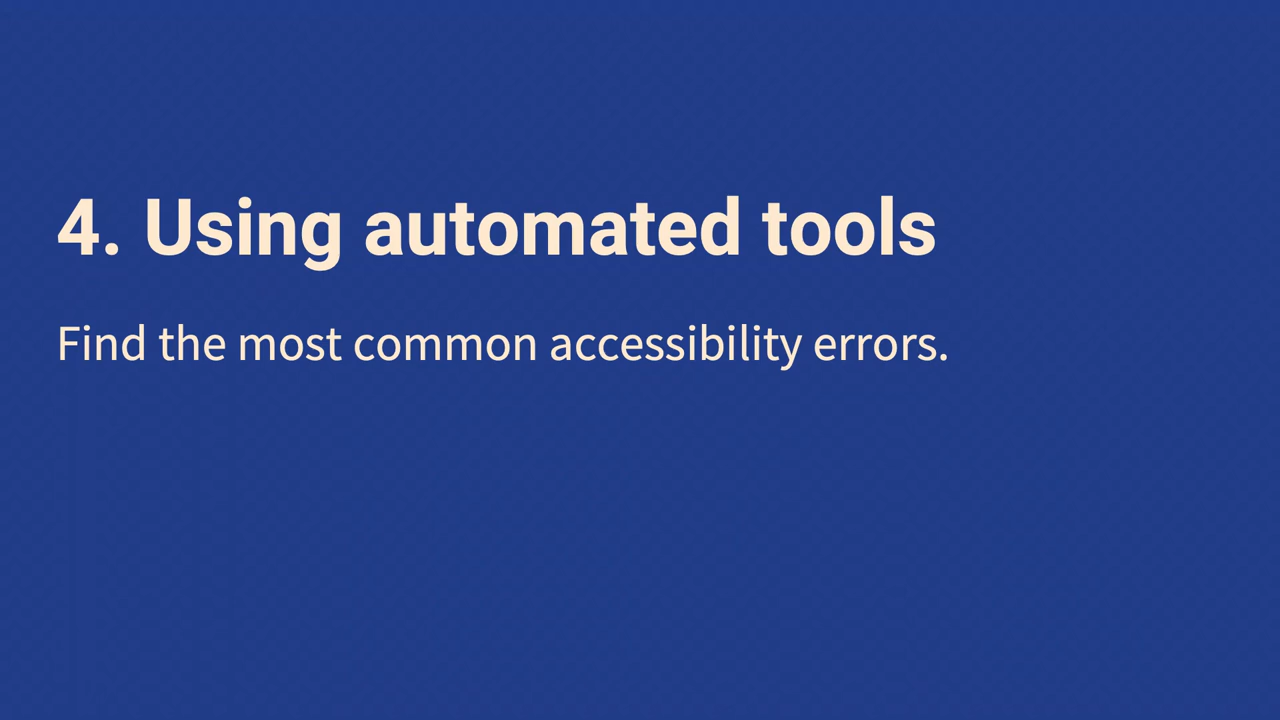 4. Using automated tools
Find the most common accessibility errors.